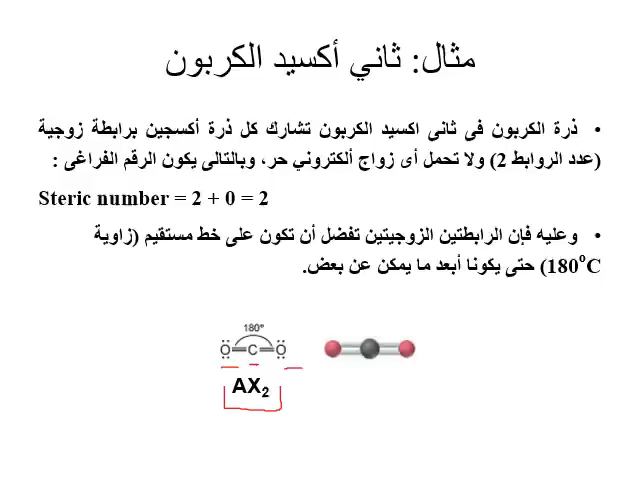 مثال: ثاني أكسيد الكربون
• ذرة الكربون فى ثانى اكسيد الكربون تشارك كل ذرة أكسجين برابطة زوجية
(عدد الروابط 2) ولا تحمل أى زواج ألكتروني حر، وبالتالى يكون الرقم الفراغى :
Steric number = 2 + 0 = 2
• وعليه فإن الرابطتين الزوجيتين تفضل أن تكون على خط مستقيم (زاوية
180°C) حتى يكونا أبعد ما يمكن عن بعض.
180°
O=C=O
AX₂